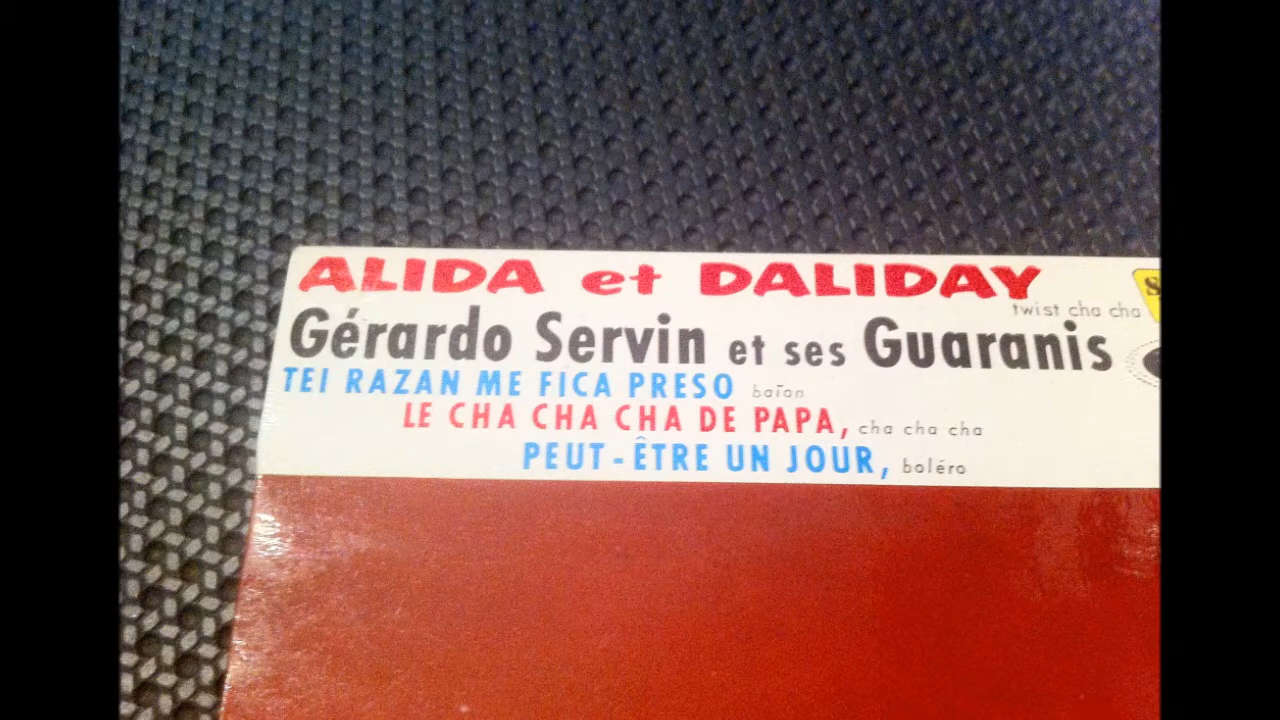 ALIDA et DALIDAY
twist cha cha
Gérardo Servin et ses Guaranis
TEI RAZAN ME FICA PRESO baïon
LE CHA CHA CHA DE PAPA, cha cha cha
PEUT-ÊTRE UN JOUR, boléro